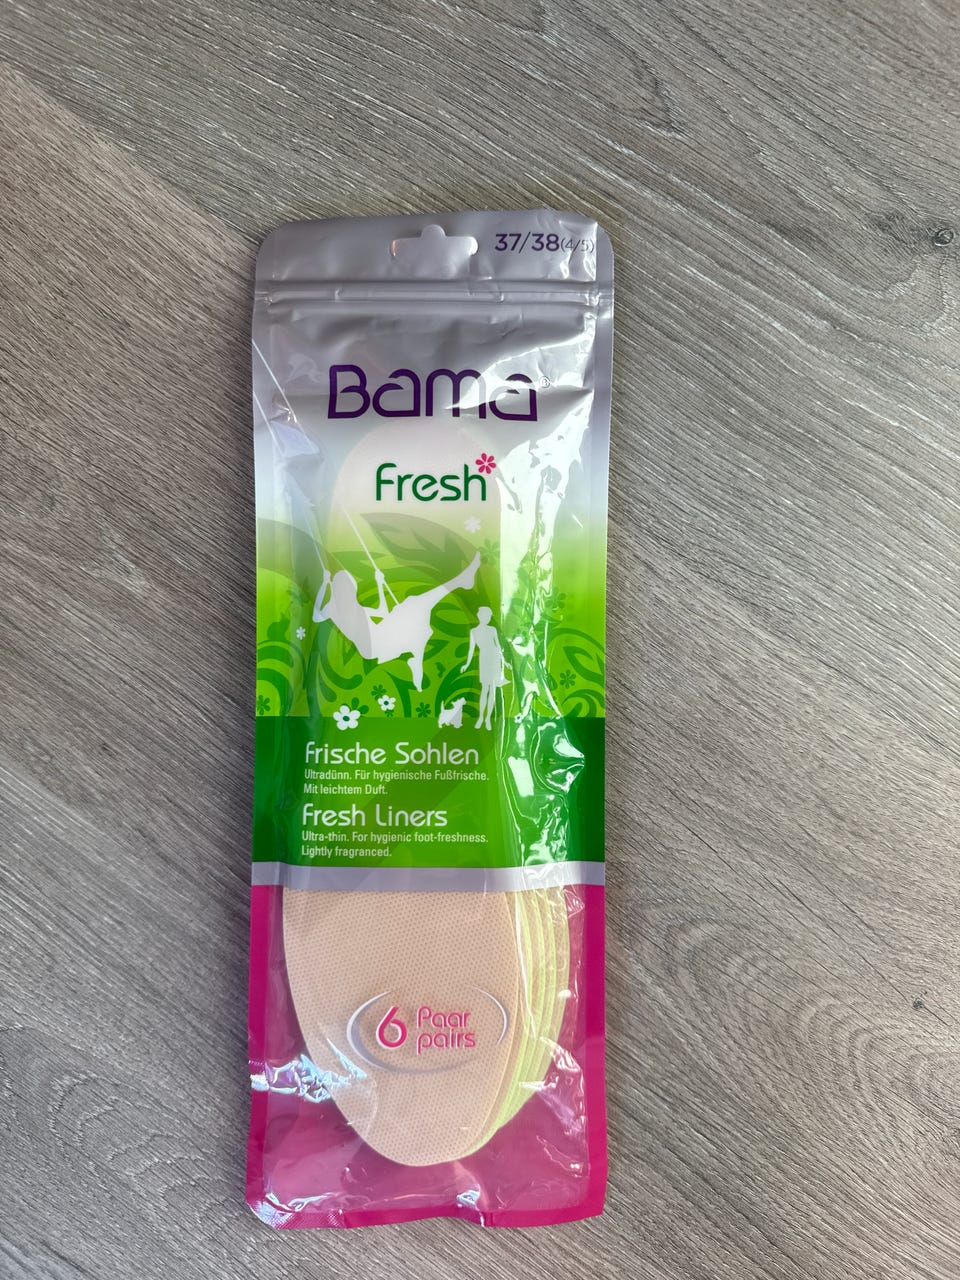 37/38(4/5)
Bama®
Fresh
Frische Sohlen
Ultradünn. Für hygienische Fußfrische.
Mit leichtem Duft.
Fresh Liners
Ultra-thin. For hygienic foot-freshness.
Lightly fragranced.
6 Paar
pairs